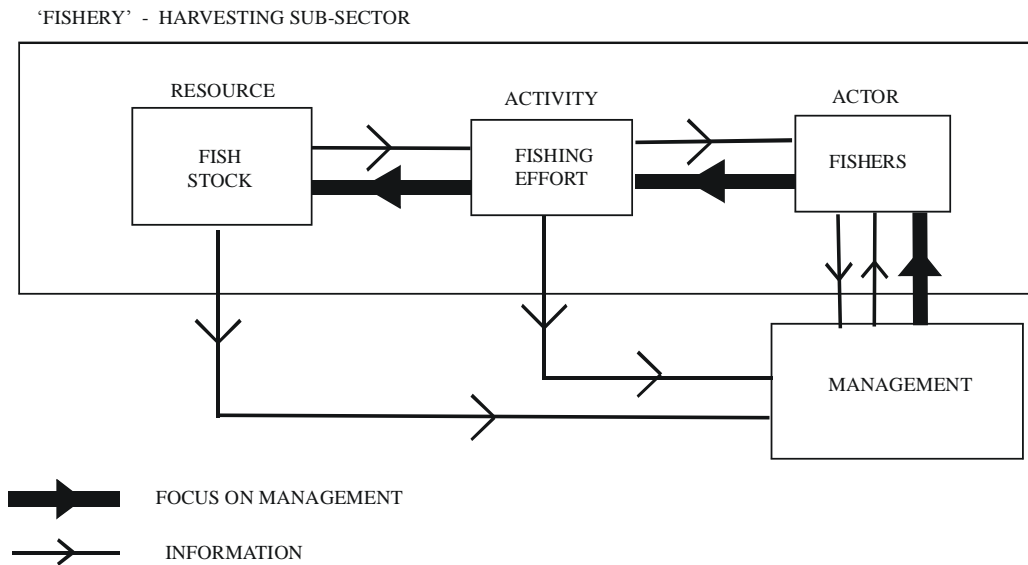 ‘FISHERY’ - HARVESTING SUB-SECTOR
RESOURCE
ACTIVITY
ACTOR
FISH
STOCK
FISHING
EFFORT
FISHERS
MANAGEMENT
FOCUS ON MANAGEMENT
INFORMATION